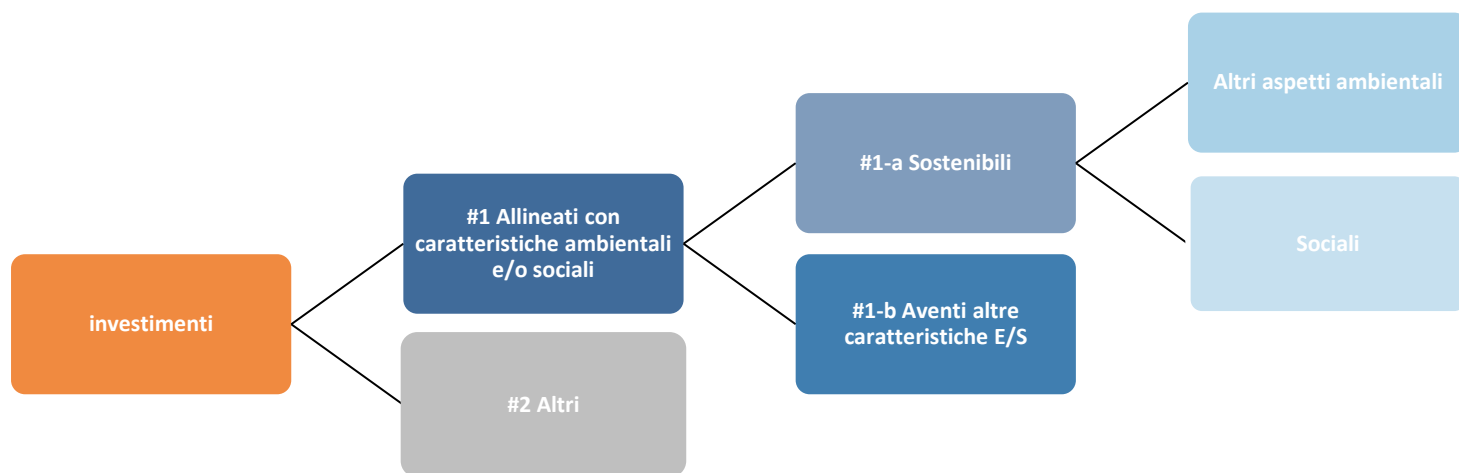 investimenti
#1 Allineati con
caratteristiche ambientali
e/o sociali
#2 Altri
#1-a Sostenibili
#1-b Aventi altre
caratteristiche E/S
Altri aspetti ambientali
Sociali